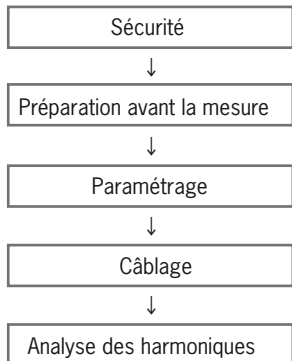 Sécurité
↓
Préparation avant la mesure
↓
Paramétrage
↓
Câblage
↓
Analyse des harmoniques